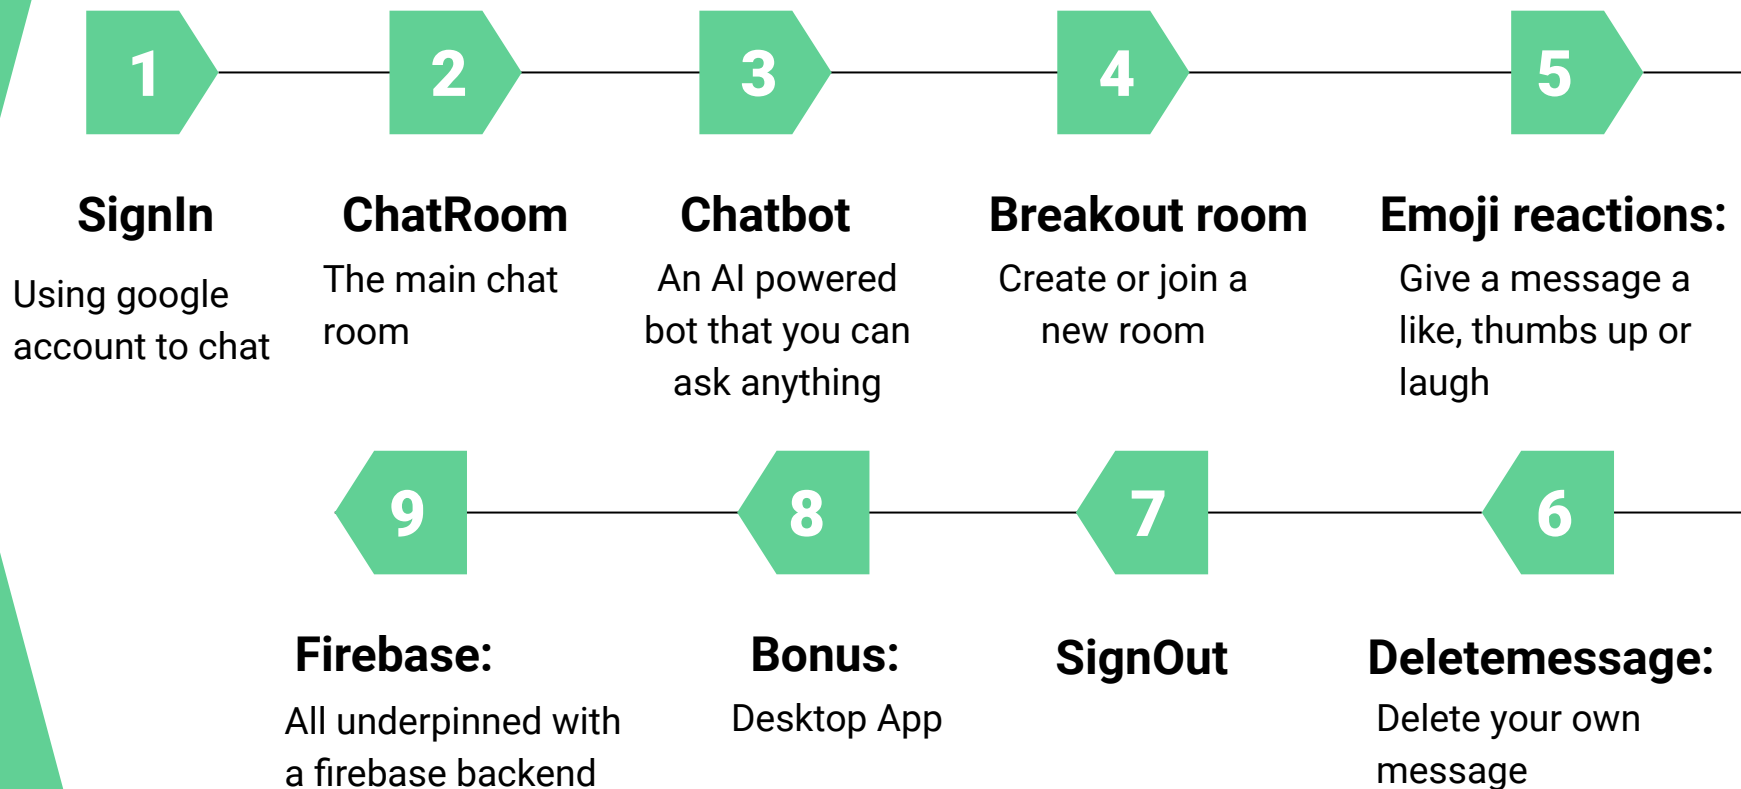 1 2 3 4 5
SignIn
Using google
account to chat
ChatRoom
The main chat
room
Chatbot
An AI powered
bot that you can
ask anything
Breakout room
Create or join a
new room
Emoji reactions:
Give a message a
like, thumbs up or
laugh
9 8 7 6
Firebase:
All underpinned with
a firebase backend
Bonus:
Desktop App
SignOut
Deletemessage:
Delete your own
message